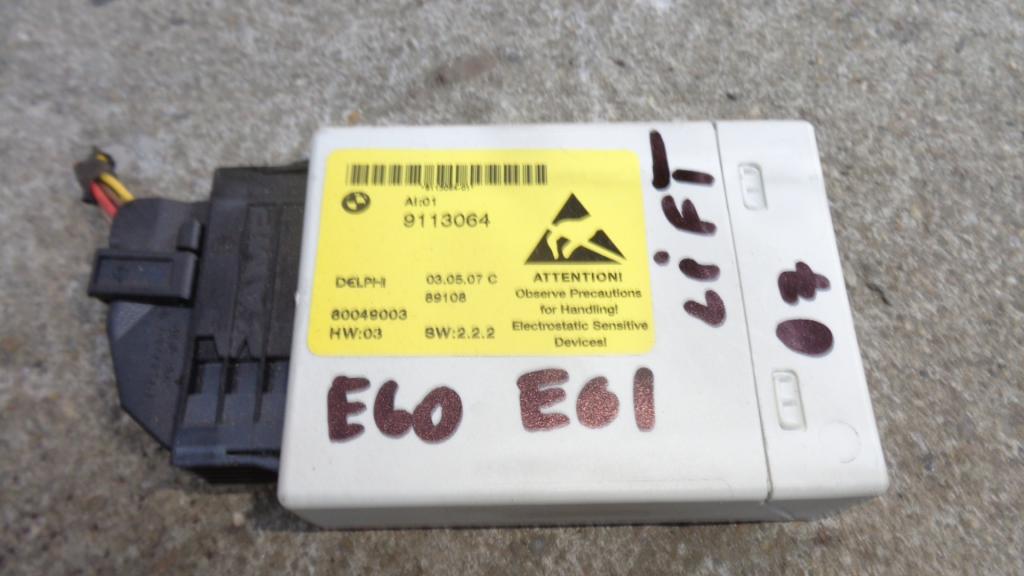 AI:01
9113064
DELPHI 03.05.07 C
89108
80049003
HW:03 SW:2.2.2
ATTENTION!
Observe Precautions
for Handling!
Electrostatic Sensitive
Devices!
E60 E61
LiFT
07